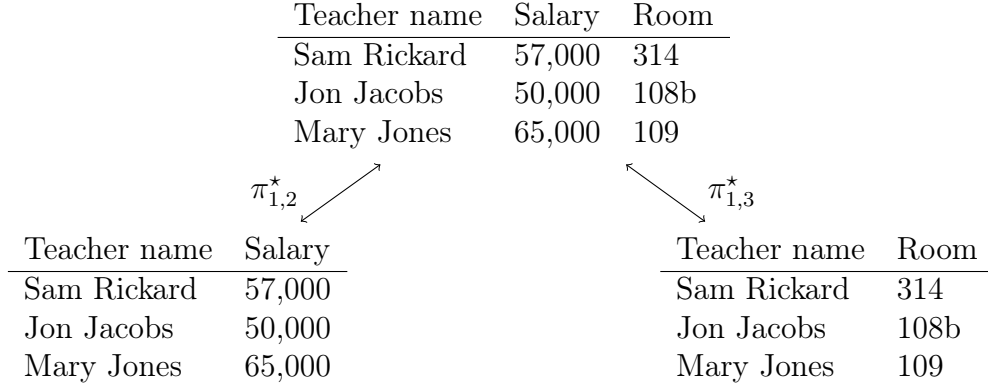 Teacher name Salary Room
Sam Rickard 57,000 314
Jon Jacobs 50,000 108b
Mary Jones 65,000 109
π⋆1,2 π⋆1,3
Teacher name Salary Teacher name Room
Sam Rickard 57,000 Sam Rickard 314
Jon Jacobs 50,000 Jon Jacobs 108b
Mary Jones 65,000 Mary Jones 109